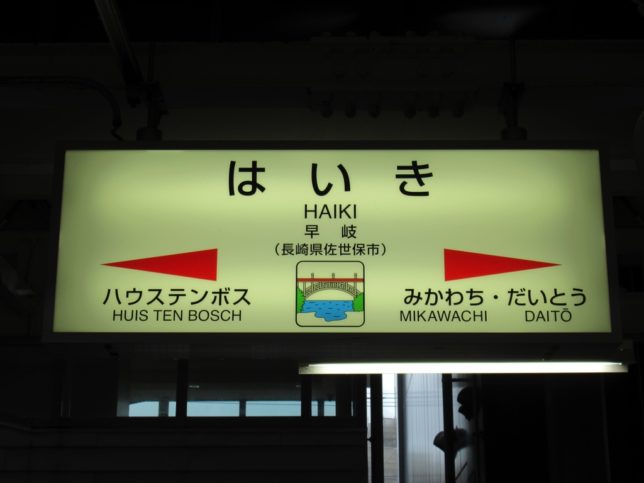 はいき
HAIKI
早岐
(長崎県佐世保市)
ハウステンボス
HUIS TEN BOSCH
みかわち・だいとう
MIKAWACHI DAITŌ